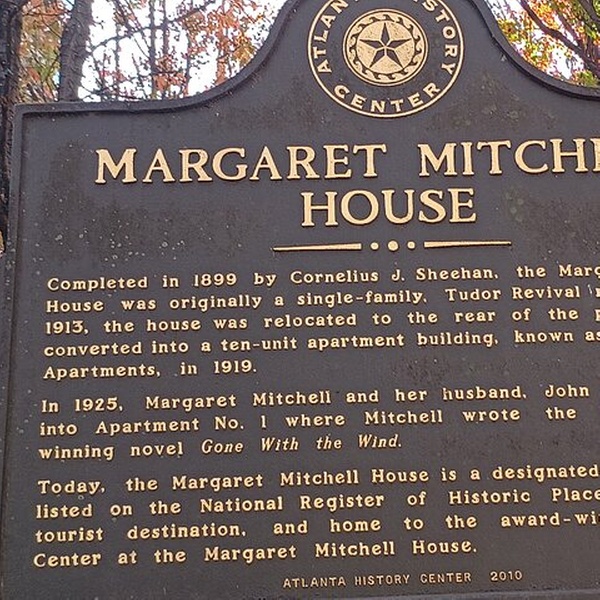 ATLANTA HISTORY CENTER
MARGARET MITCHE
HOUSE
Completed in 1899 by Cornelius J. Sheehan, the Marg
House was originally a single-family, Tudor Revival
1913, the house was relocated to the rear of the
converted into a ten-unit apartment building, known as
Apartments, in 1919.
In 1925, Margaret Mitchell and her husband, John
into Apartment No. 1 where Mitchell wrote the
winning novel Gone With the Wind.
Today, the Margaret Mitchell House is a designated
listed on the National Register of Historic Place
tourist destination, and home to the award-wi
Center at the Margaret Mitchell House.
ATLANTA HISTORY CENTER 2010